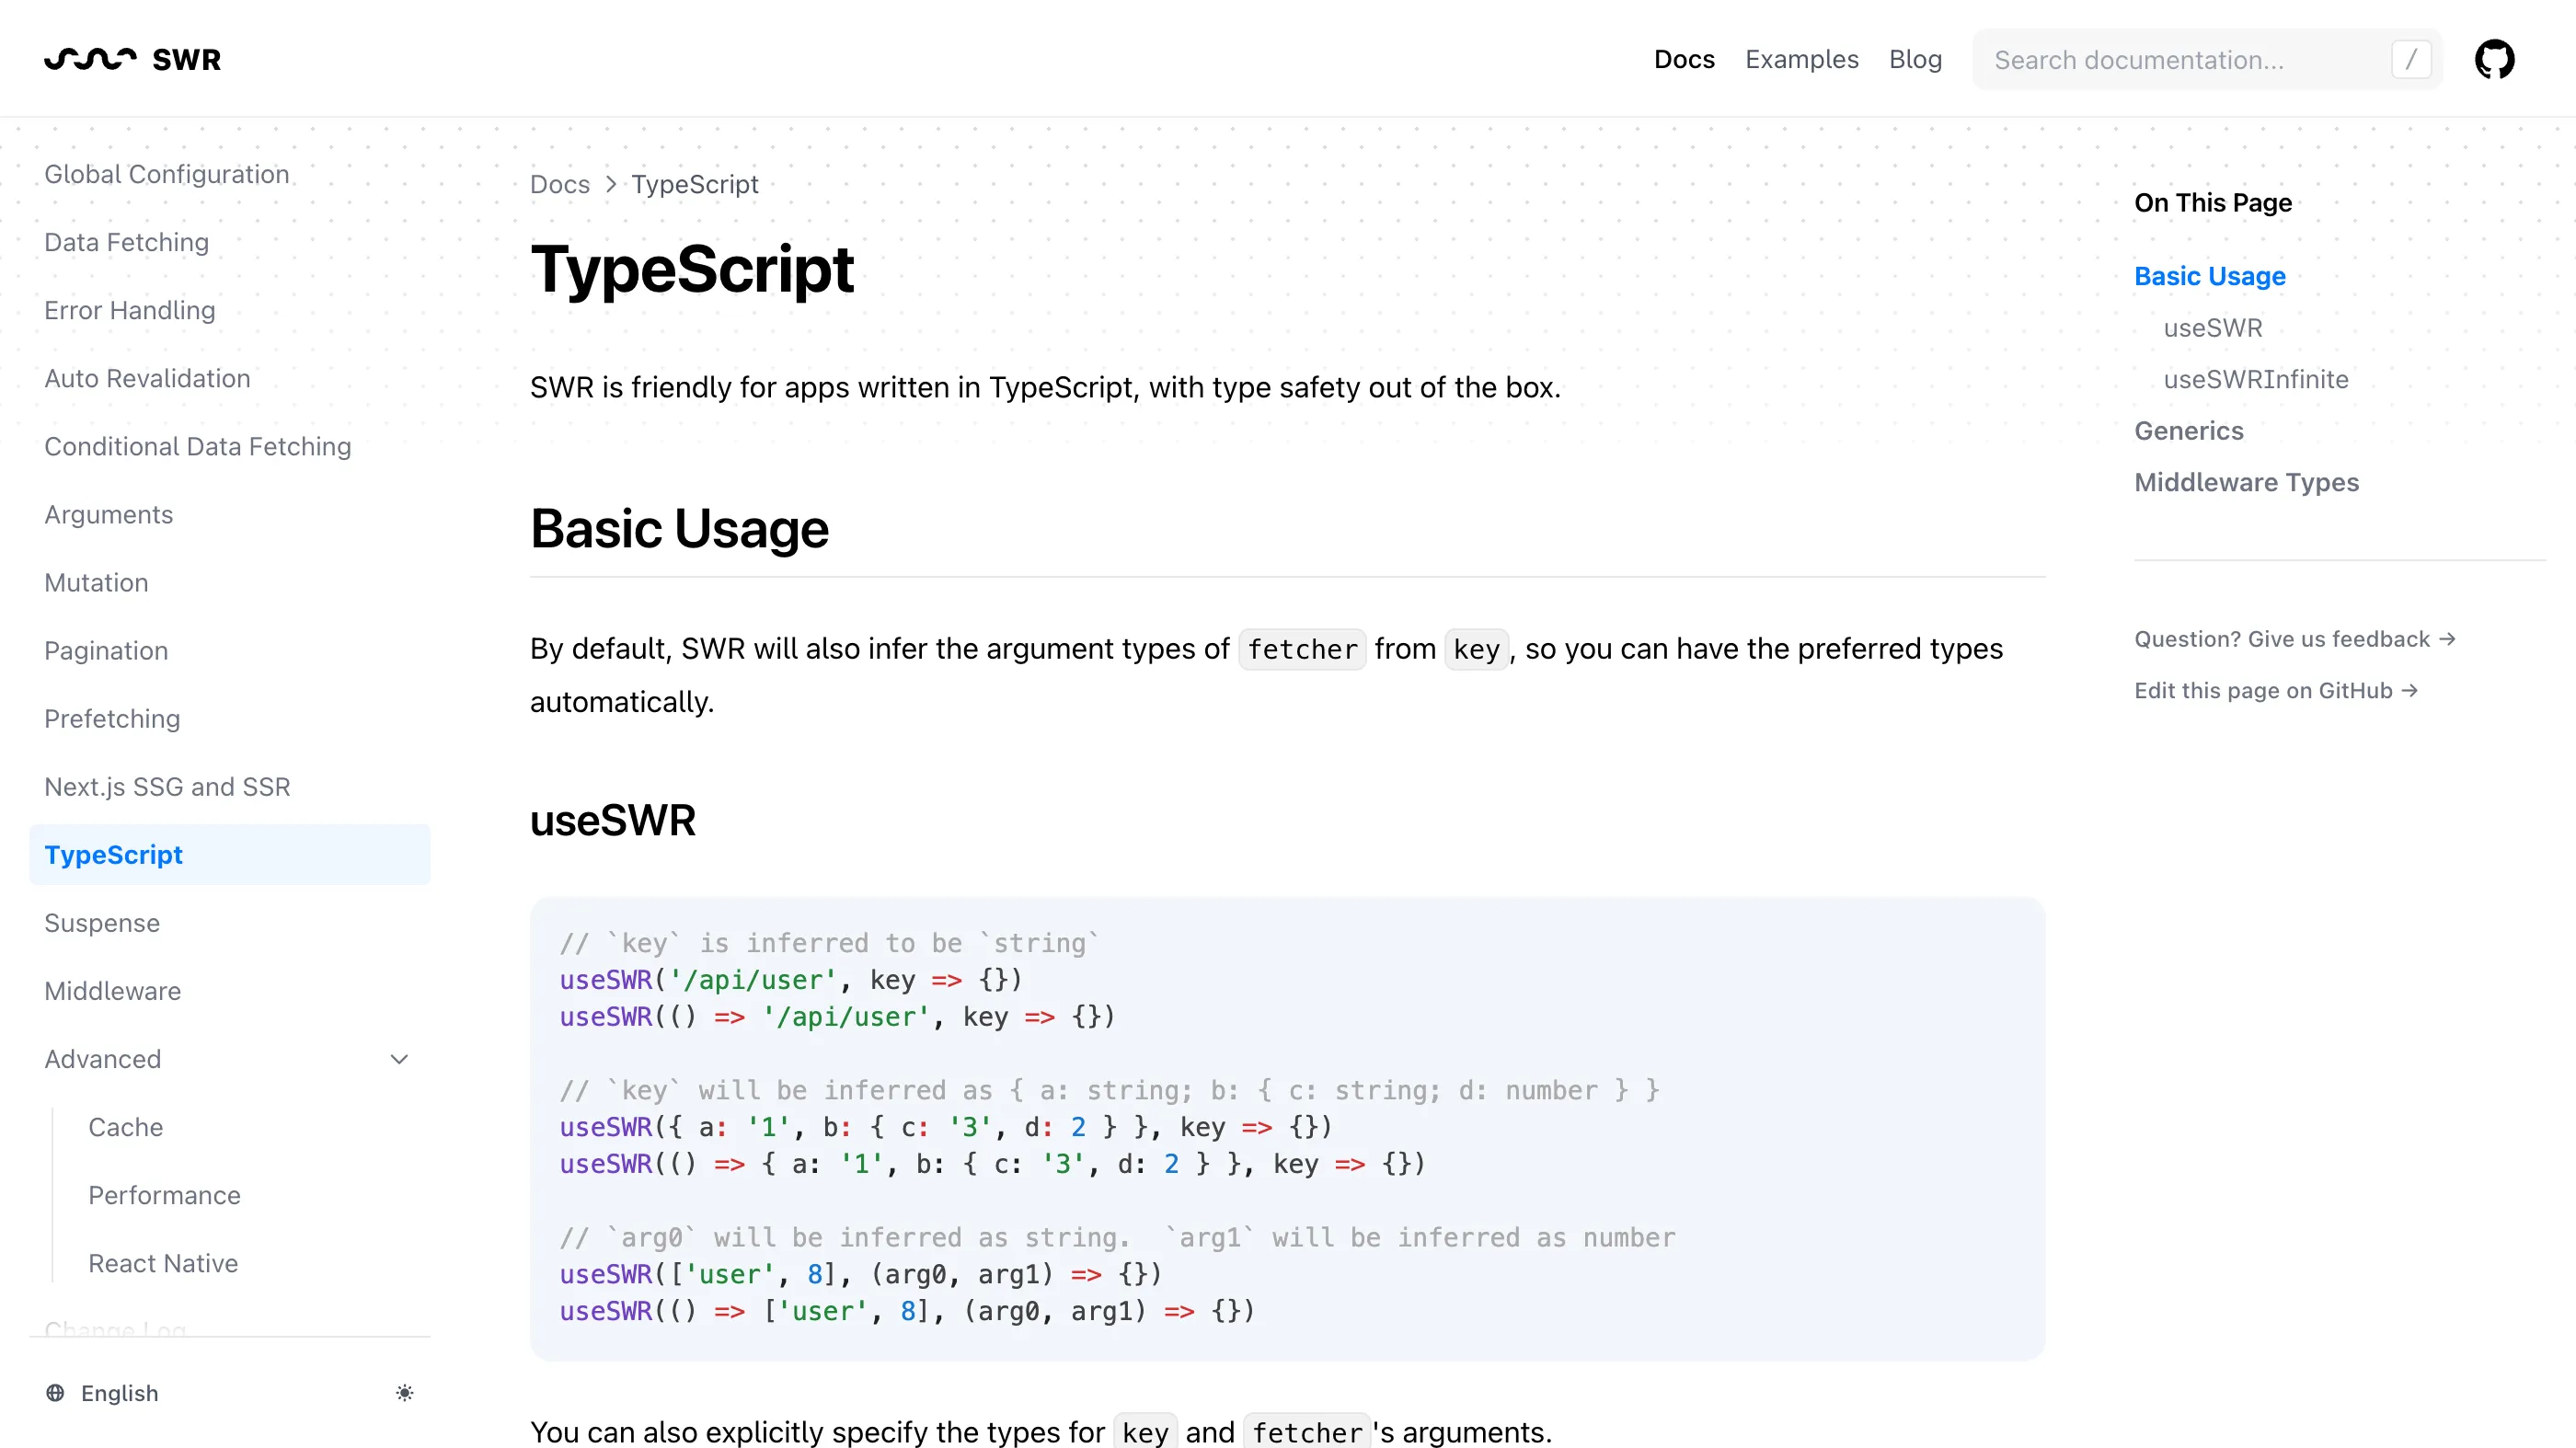 SWR
Docs Examples Blog Search documentation... /
Global Configuration
Data Fetching
Error Handling
Auto Revalidation
Conditional Data Fetching
Arguments
Mutation
Pagination
Prefetching
Next.js SSG and SSR
TypeScript
Suspense
Middleware
Advanced
Cache
Performance
React Native
Change Log
English
Docs > TypeScript
TypeScript
SWR is friendly for apps written in TypeScript, with type safety out of the box.
Basic Usage
By default, SWR will also infer the argument types of fetcher from key, so you can have the preferred types
automatically.
useSWR
// `key` is inferred to be `string`
useSWR('/api/user', key => {})
useSWR(() => '/api/user', key => {})
// `key` will be inferred as { a: string; b: { c: string; d: number } }
useSWR({ a: '1', b: { c: '3', d: 2 } }, key => {})
useSWR(() => { a: '1', b: { c: '3', d: 2 } }, key => {})
// `arg0` will be inferred as string.  `arg1` will be inferred as number
useSWR(['user', 8], (arg0, arg1) => {})
useSWR(() => ['user', 8], (arg0, arg1) => {})
You can also explicitly specify the types for key and fetcher's arguments.
On This Page
Basic Usage
useSWR
useSWRInfinite
Generics
Middleware Types
Question? Give us feedback →
Edit this page on GitHub →